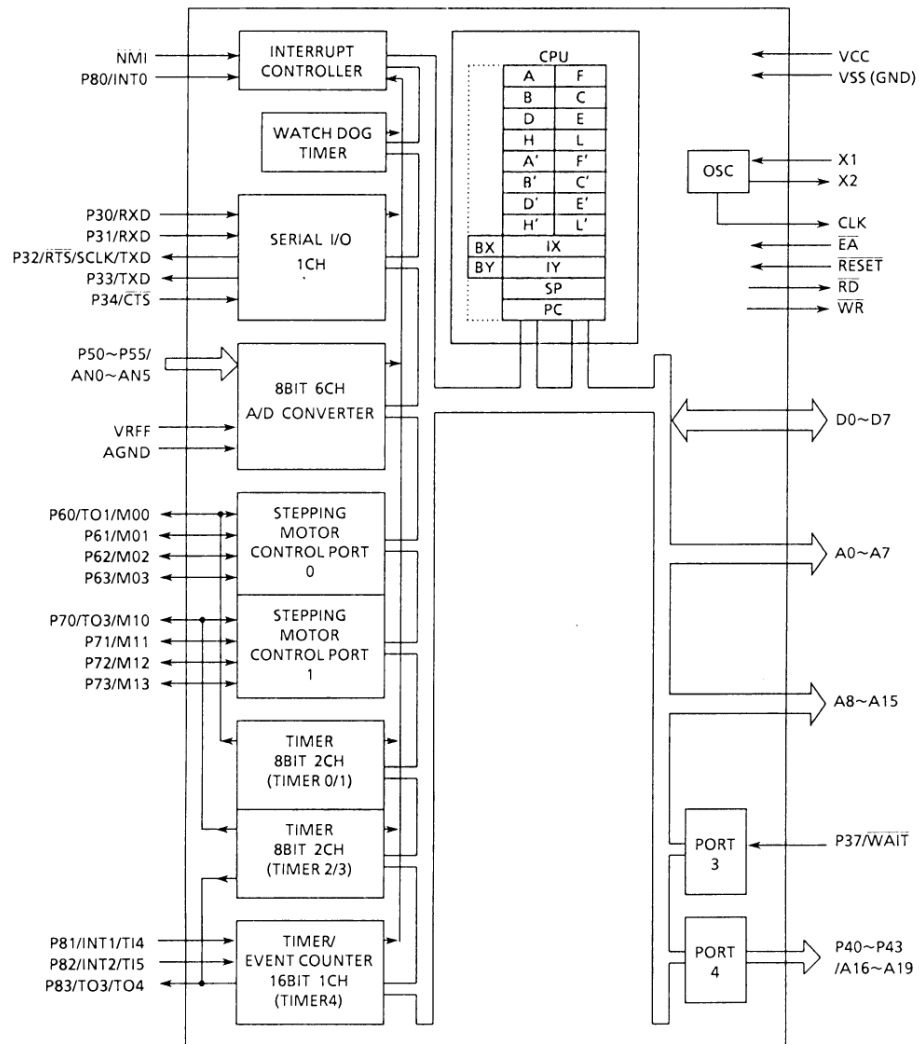 NMI
P80/INT0
INTERRUPT
CONTROLLER
WATCH DOG
TIMER
P30/RXD
P31/RXD
P32/RTS/SCLK/TXD
P33/TXD
P34/CTS
SERIAL I/O
1CH
P50~P55/
AN0~AN5
VRFF
AGND
8BIT 6CH
A/D CONVERTER
P60/TO1/M00
P61/M01
P62/M02
P63/M03
STEPPING
MOTOR
CONTROL PORT
0
P70/TO3/M10
P71/M11
P72/M12
P73/M13
STEPPING
MOTOR
CONTROL PORT
1
TIMER
8BIT 2CH
(TIMER 0/1)
TIMER
8BIT 2CH
(TIMER 2/3)
P81/INT1/TI4
P82/INT2/TI5
P83/TO3/TO4
TIMER/
EVENT COUNTER
16BIT 1CH
(TIMER4)
CPU
A F
B C
D E
H L
A' F'
B' C'
D' E'
H' L'
BX IX
BY IY
SP
PC
VCC
VSS (GND)
OSC
X1
X2
CLK
EA
RESET
RD
WR
D0~D7
A0~A7
A8~A15
PORT
3
P37/WAIT
PORT
4
P40~P43
/A16~A19